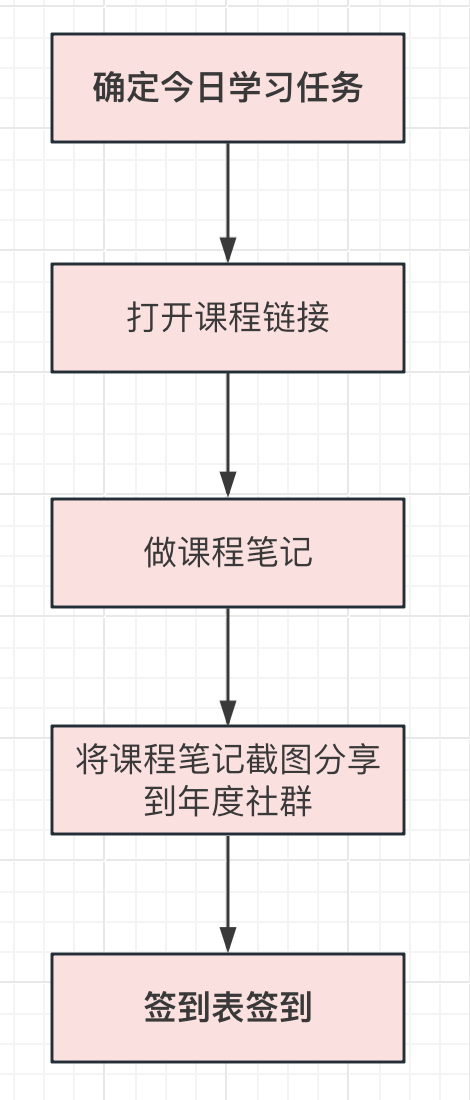 确定今日学习任务
打开课程链接
做课程笔记
将课程笔记截图分享
到年度社群
签到表签到